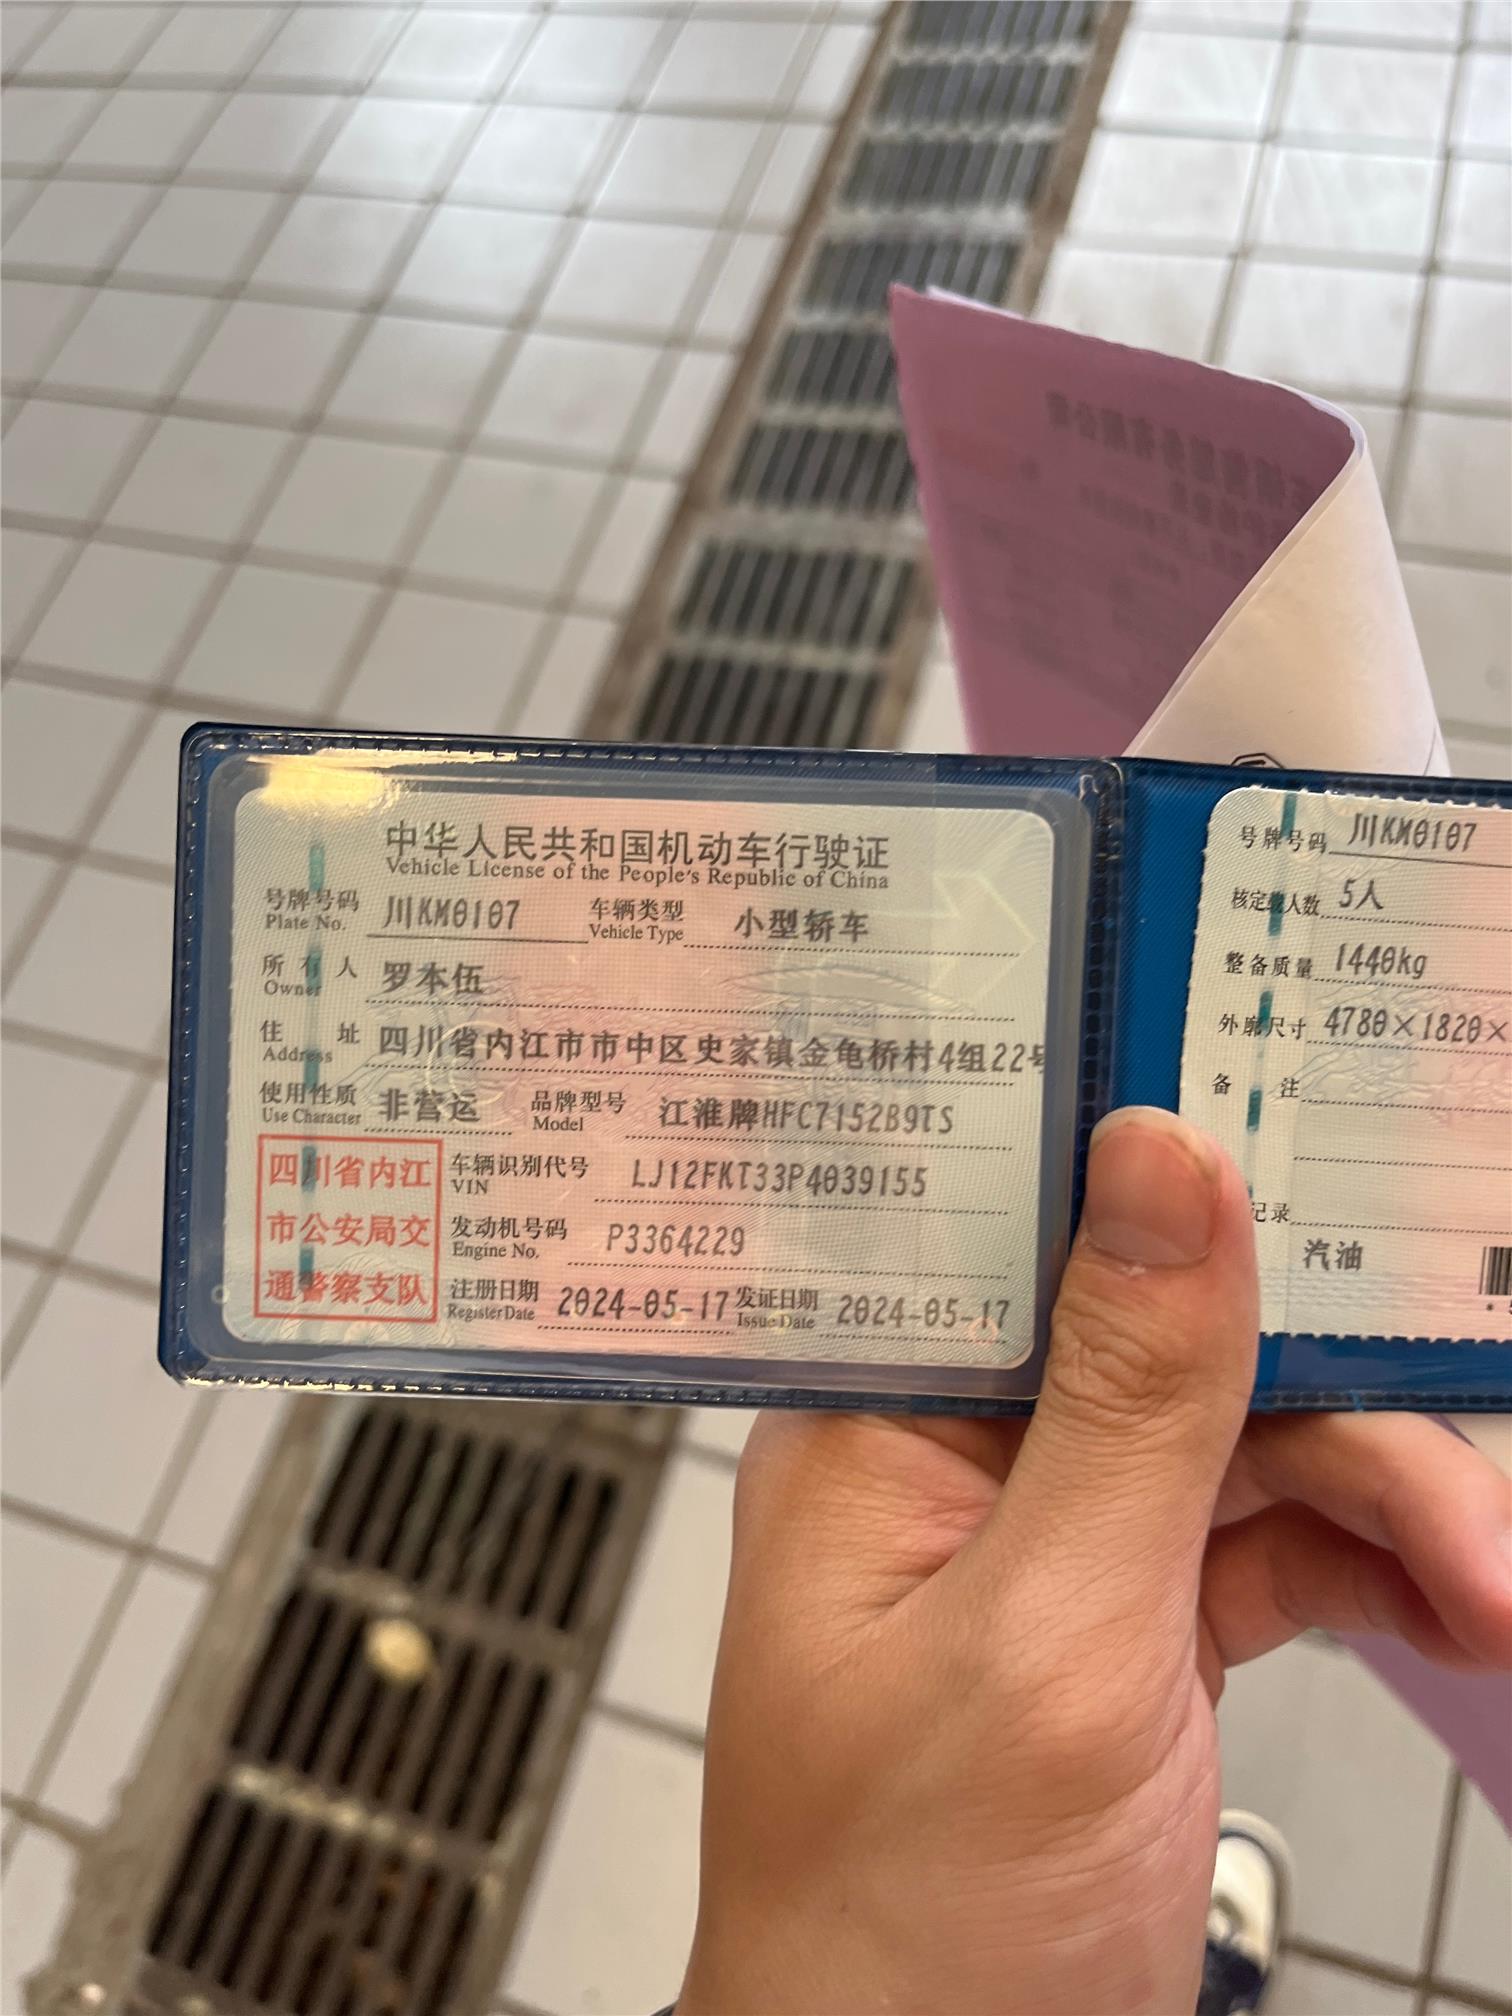 中华人民共和国机动车行驶证
Vehicle License of the People's Republic of China
号牌号码 川KM0107 车辆类型 小型轿车
Plate No. Vehicle Type
所有人 罗本伍
Owner
住址 四川省内江市市中区史家镇金龟桥村4组22号
Address
使用性质 非营运 品牌型号 江淮牌HFC7152B9TS
Use Character Model
四川省内江
市公安局交
通警察支队
车辆识别代号 LJ12FKT33P4039155
VIN
发动机号码 P3364229
Engine No.
注册日期 2024-05-17 发证日期 2024-05-17
Register Date Issue Date
号牌号码 川KM0107
核定载人数 5人
整备质量 1440kg
外廓尺寸 4780×1820×
备注
记录
汽油